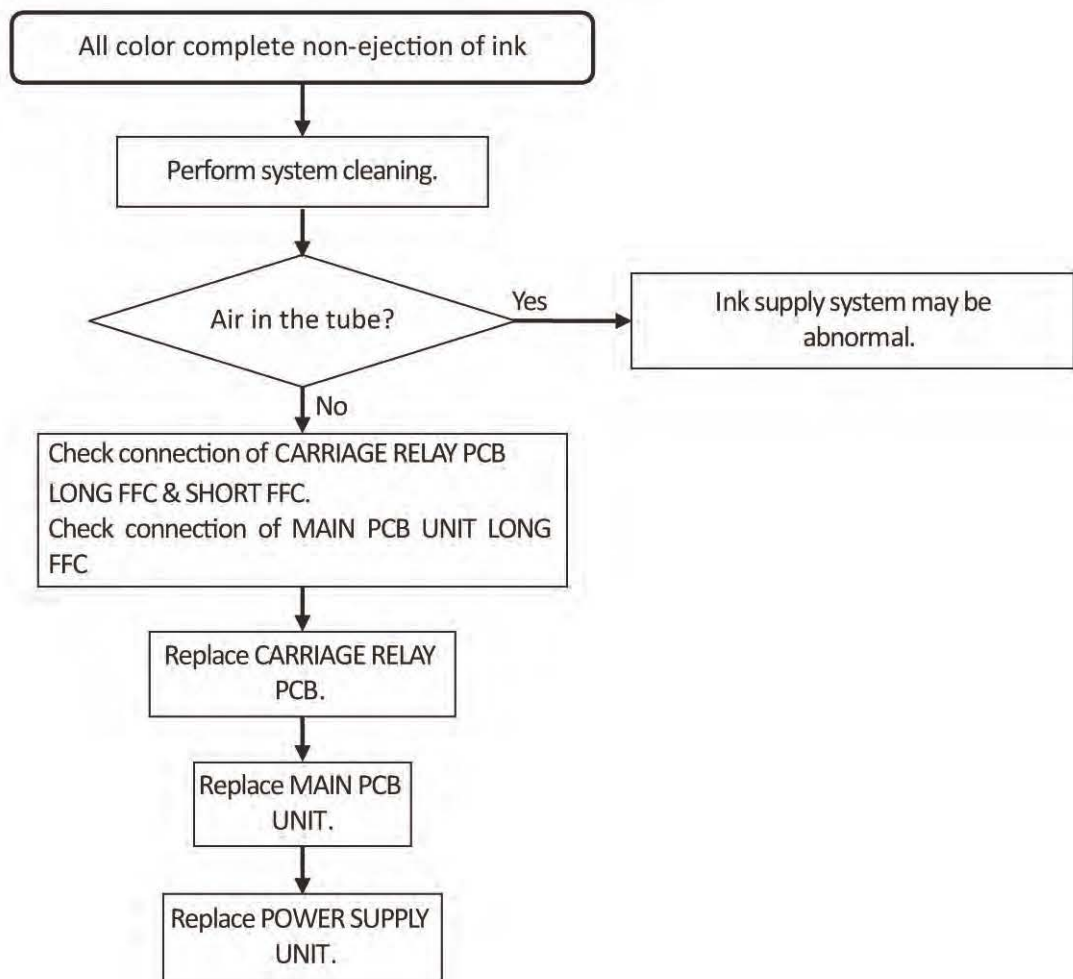 All color complete non-ejection of ink
Perform system cleaning.
Air in the tube?
Yes
Ink supply system may be
abnormal.
No
Check connection of CARRIAGE RELAY PCB
LONG FFC & SHORT FFC.
Check connection of MAIN PCB UNIT LONG
FFC
Replace CARRIAGE RELAY
PCB.
Replace MAIN PCB
UNIT.
Replace POWER SUPPLY
UNIT.